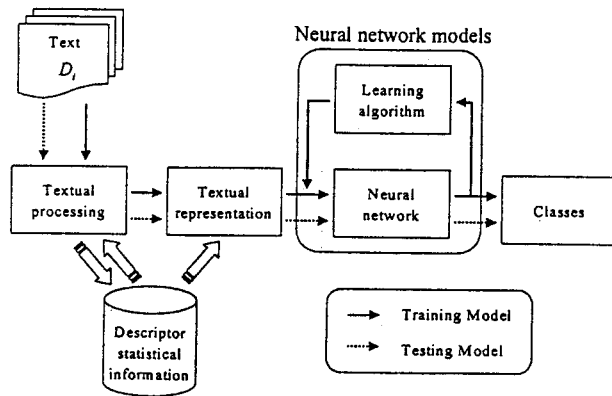 Neural network models
Text
D_i
Learning
algorithm
Textual
processing
Textual
representation
Neural
network
Classes
Descriptor
statistical
information
Training Model
Testing Model